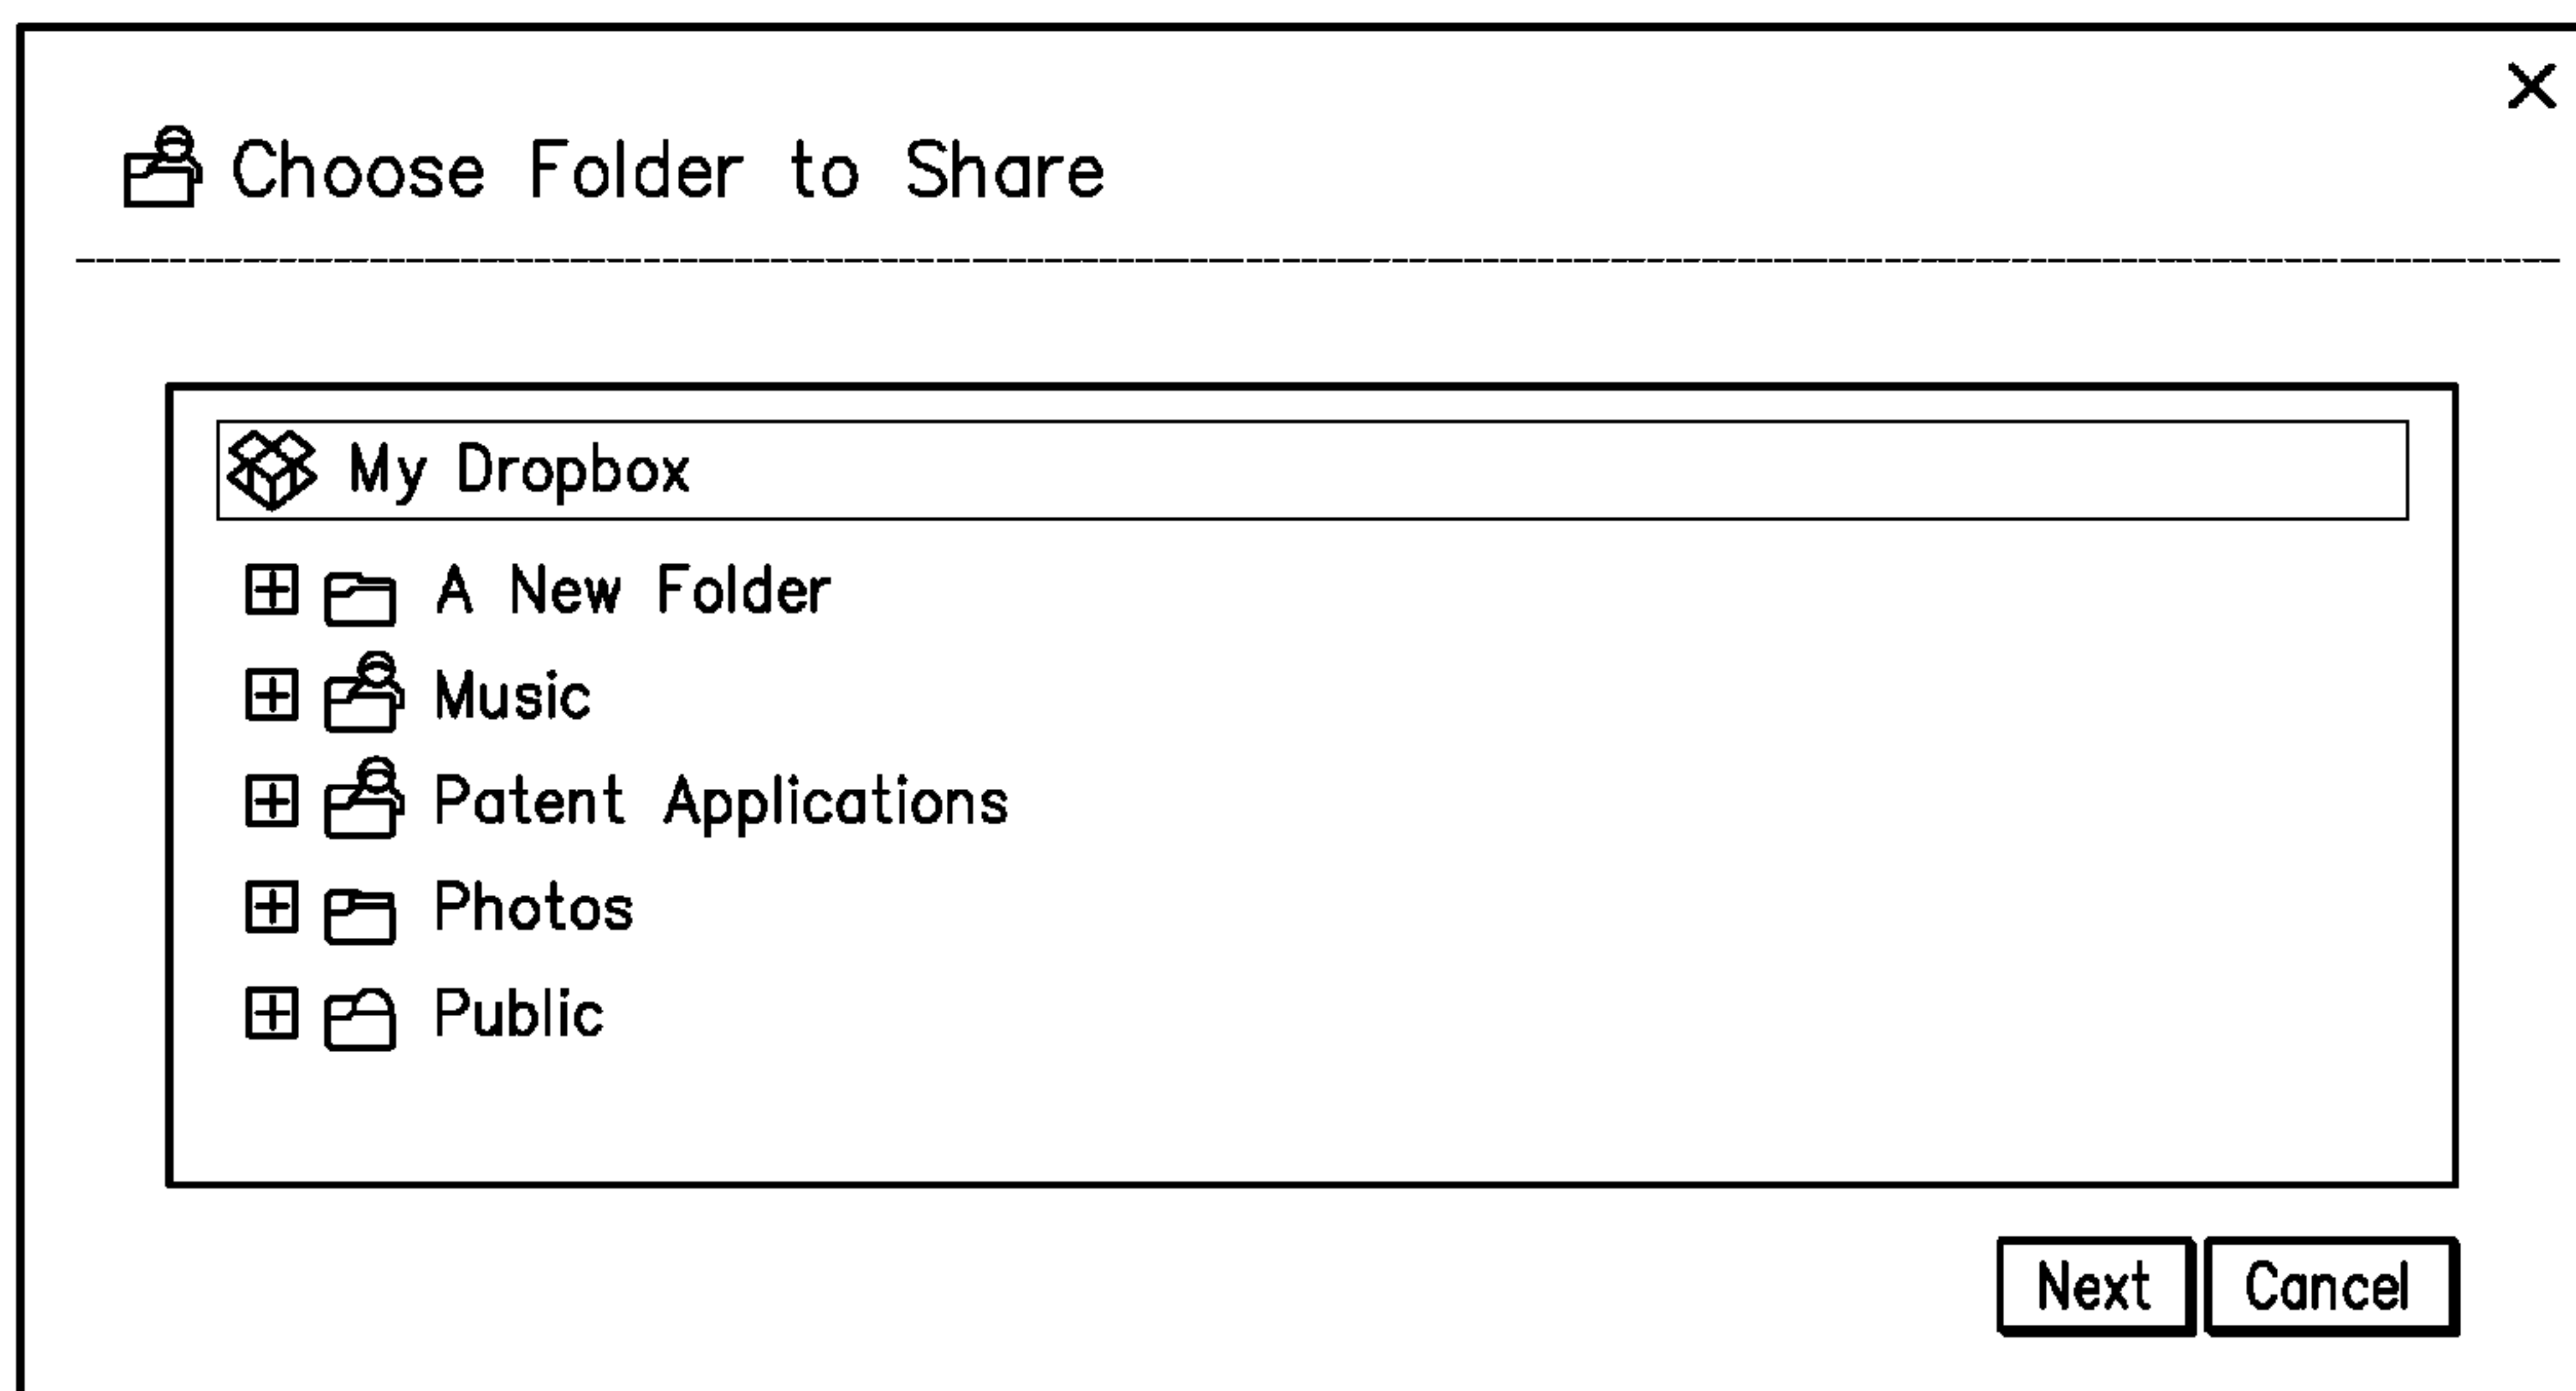 Choose Folder to Share
My Dropbox
A New Folder
Music
Patent Applications
Photos
Public
Next Cancel